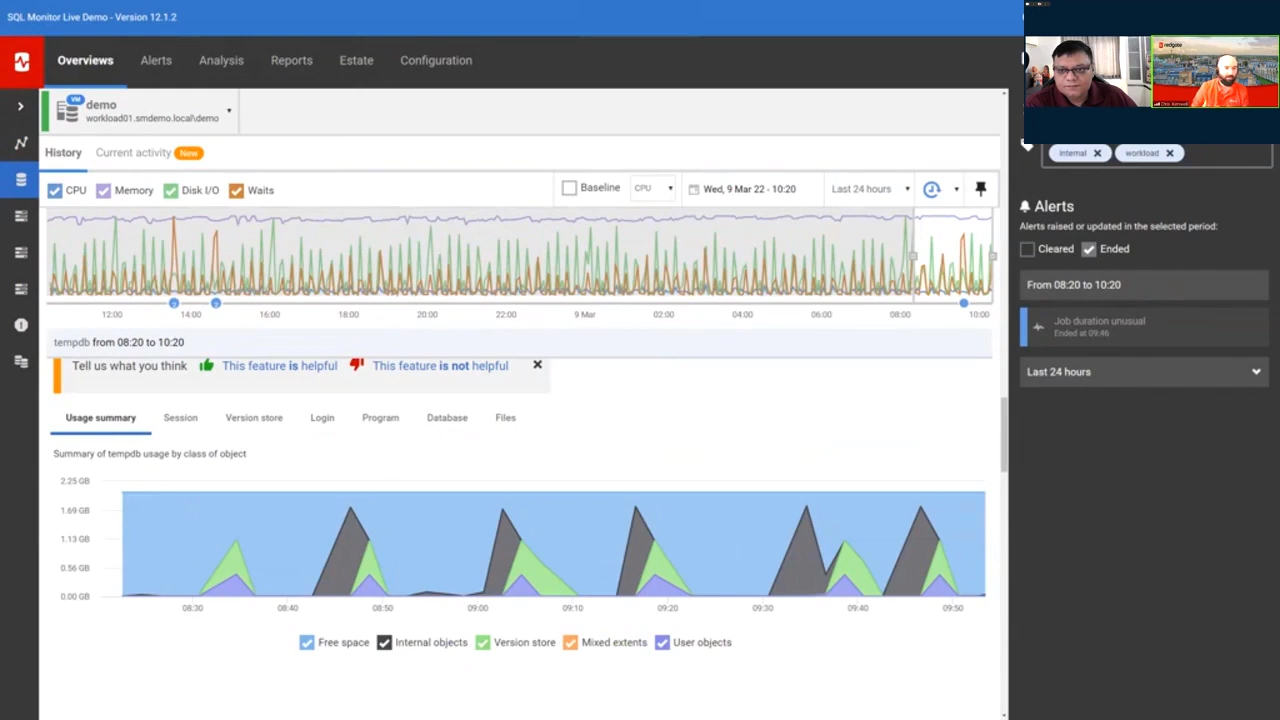 SQL Monitor Live Demo - Version 12.1.2
redgate
Overviews Alerts Analysis Reports Estate Configuration
VM
demo
workload01.smdemo.local\demo
internal workload
History Current activity New
CPU Memory Disk I/O Waits Baseline CPU Wed, 9 Mar 22 - 10:20 Last 24 hours
Alerts
Alerts raised or updated in the selected period:
Cleared Ended
From 08:20 to 10:20
12:00 14:00 16:00 18:00 20:00 22:00 9 Mar 02:00 04:00 06:00 08:00 10:00
Job duration unusual
Ended at 09:46
tempdb from 08:20 to 10:20
Last 24 hours
Tell us what you think This feature is helpful This feature is not helpful
Usage summary Session Version store Login Program Database Files
Summary of tempdb usage by class of object
2.25 GB
1.69 GB
1.13 GB
0.56 GB
0.00 GB
08:30 08:40 08:50 09:00 09:10 09:20 09:30 09:40 09:50
Free space Internal objects Version store Mixed extents User objects